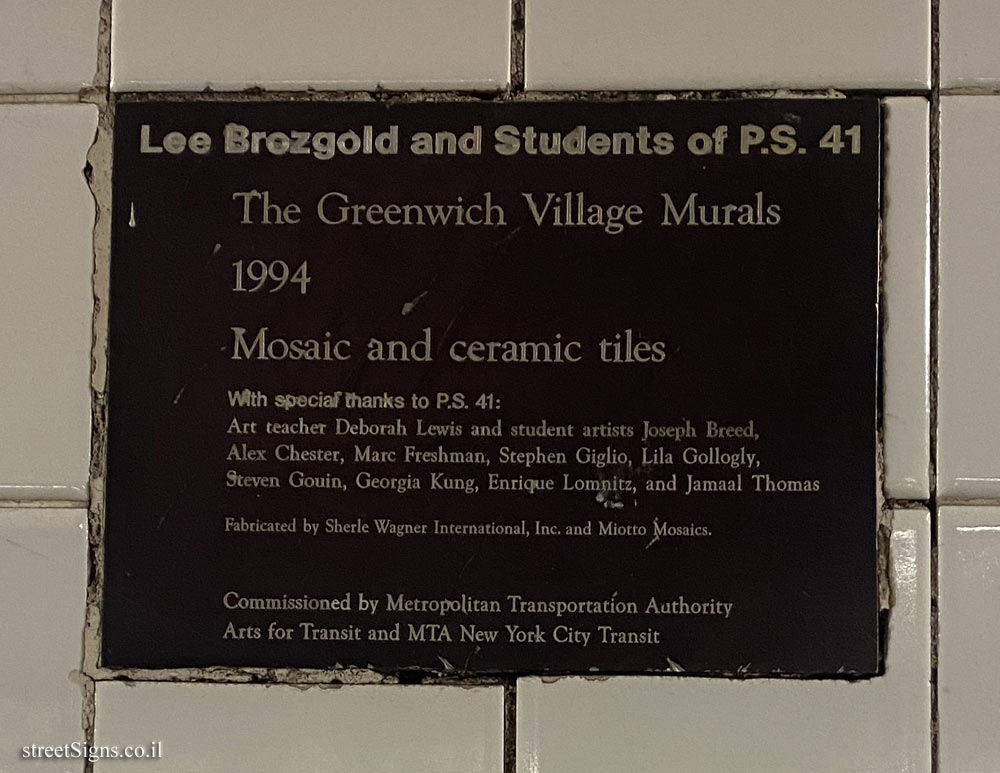 Lee Brozgold and Students of P.S. 41
The Greenwich Village Murals
1994
Mosaic and ceramic tiles
With special thanks to P.S. 41:
Art teacher Deborah Lewis and student artists Joseph Breed,
Alex Chester, Marc Freshman, Stephen Giglio, Lila Gollogly,
Steven Gouin, Georgia Kung, Enrique Lomnitz, and Jamaal Thomas
Fabricated by Sherle Wagner International, Inc. and Miotto Mosaics.
Commissioned by Metropolitan Transportation Authority
Arts for Transit and MTA New York City Transit
streetSigns.co.il